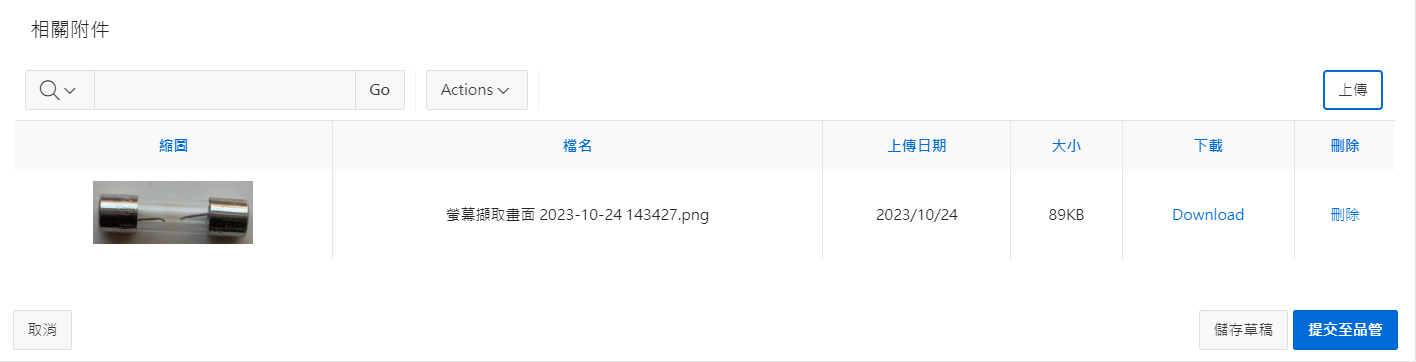 相關附件
Go
Actions
上傳
縮圖 檔名 上傳日期 大小 下載 刪除
螢幕擷取畫面 2023-10-24 143427.png 2023/10/24 89KB Download 刪除
取消 儲存草稿 提交至品管